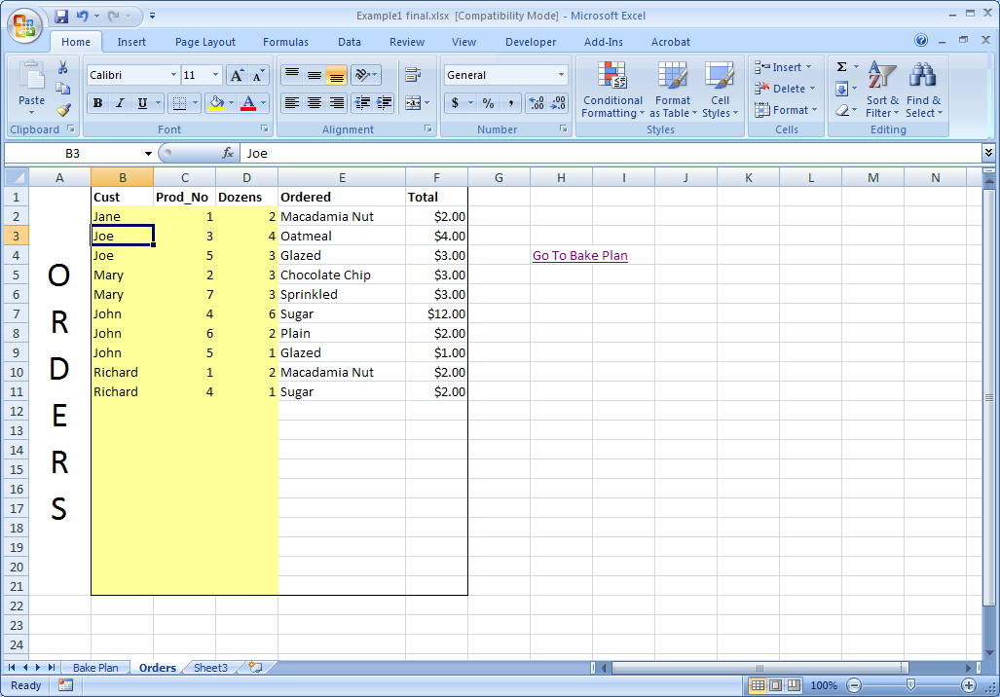 Example1 final.xlsx [Compatibility Mode] - Microsoft Excel
Home Insert Page Layout Formulas Data Review View Developer Add-Ins Acrobat
Paste
Clipboard
Calibri 11
B I U
Font
Alignment
General
$ % ,
Number
Conditional Formatting
Format as Table
Cell Styles
Styles
Insert
Delete
Format
Cells
Σ
Sort & Filter
Find & Select
Editing
B3 fx Joe
A B C D E F G H I J K L M N
1 Cust Prod_No Dozens Ordered Total
2 Jane 1 2 Macadamia Nut $2.00
3 Joe 3 4 Oatmeal $4.00
4 Joe 5 3 Glazed $3.00 Go To Bake Plan
5 Mary 2 3 Chocolate Chip $3.00
6 Mary 7 3 Sprinkled $3.00
7 John 4 6 Sugar $12.00
8 John 6 2 Plain $2.00
9 John 5 1 Glazed $1.00
10 Richard 1 2 Macadamia Nut $2.00
11 Richard 4 1 Sugar $2.00
12
13
14
15
16
17
18
19
20
21
22
23
24
O
R
D
E
R
S
Bake Plan Orders Sheet3
Ready 100%